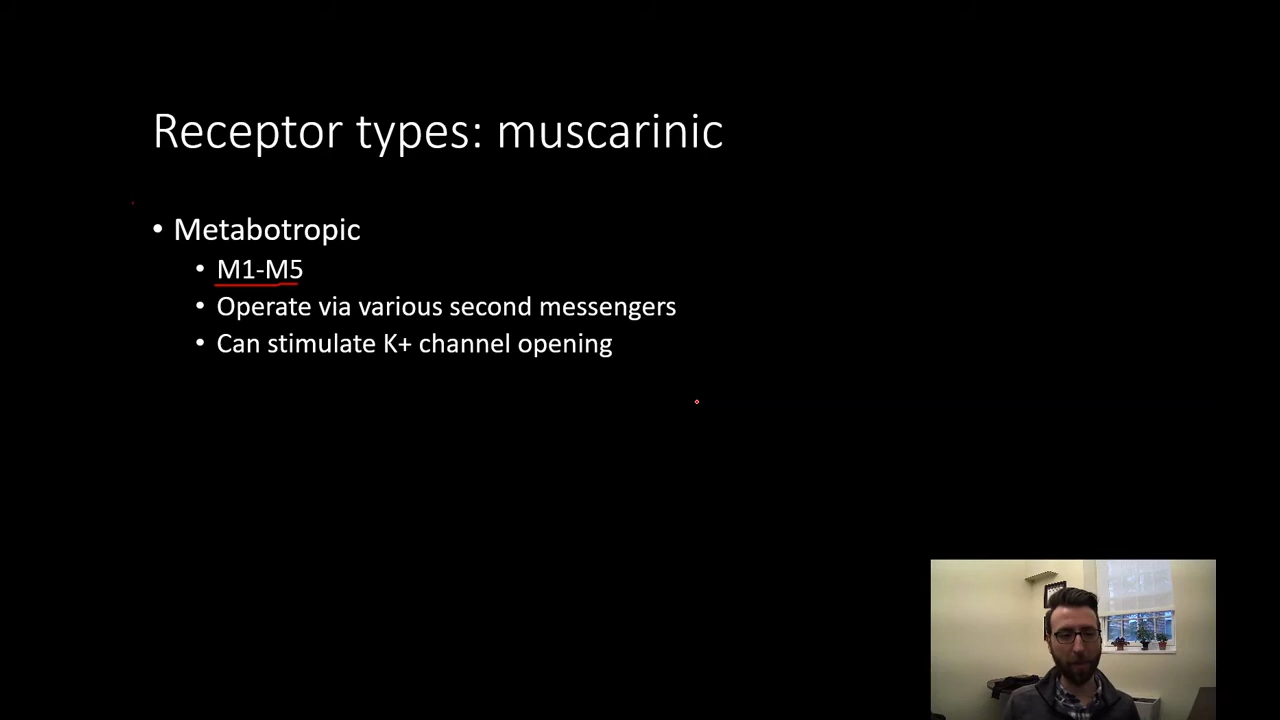 Receptor types: muscarinic
• Metabotropic
• M1-M5
• Operate via various second messengers
• Can stimulate K+ channel opening